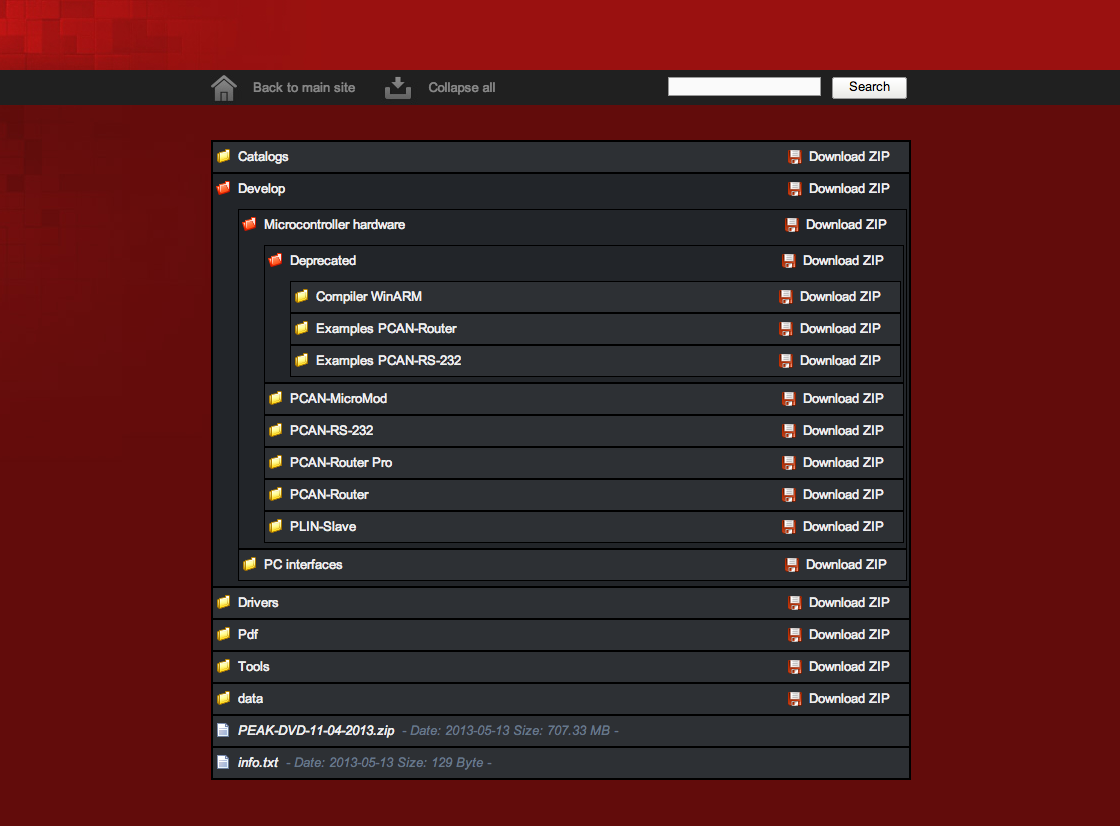 Back to main site Collapse all Search
Catalogs Download ZIP
Develop Download ZIP
Microcontroller hardware Download ZIP
Deprecated Download ZIP
Compiler WinARM Download ZIP
Examples PCAN-Router Download ZIP
Examples PCAN-RS-232 Download ZIP
PCAN-MicroMod Download ZIP
PCAN-RS-232 Download ZIP
PCAN-Router Pro Download ZIP
PCAN-Router Download ZIP
PLIN-Slave Download ZIP
PC interfaces Download ZIP
Drivers Download ZIP
Pdf Download ZIP
Tools Download ZIP
data Download ZIP
PEAK-DVD-11-04-2013.zip - Date: 2013-05-13 Size: 707.33 MB -
info.txt - Date: 2013-05-13 Size: 129 Byte -